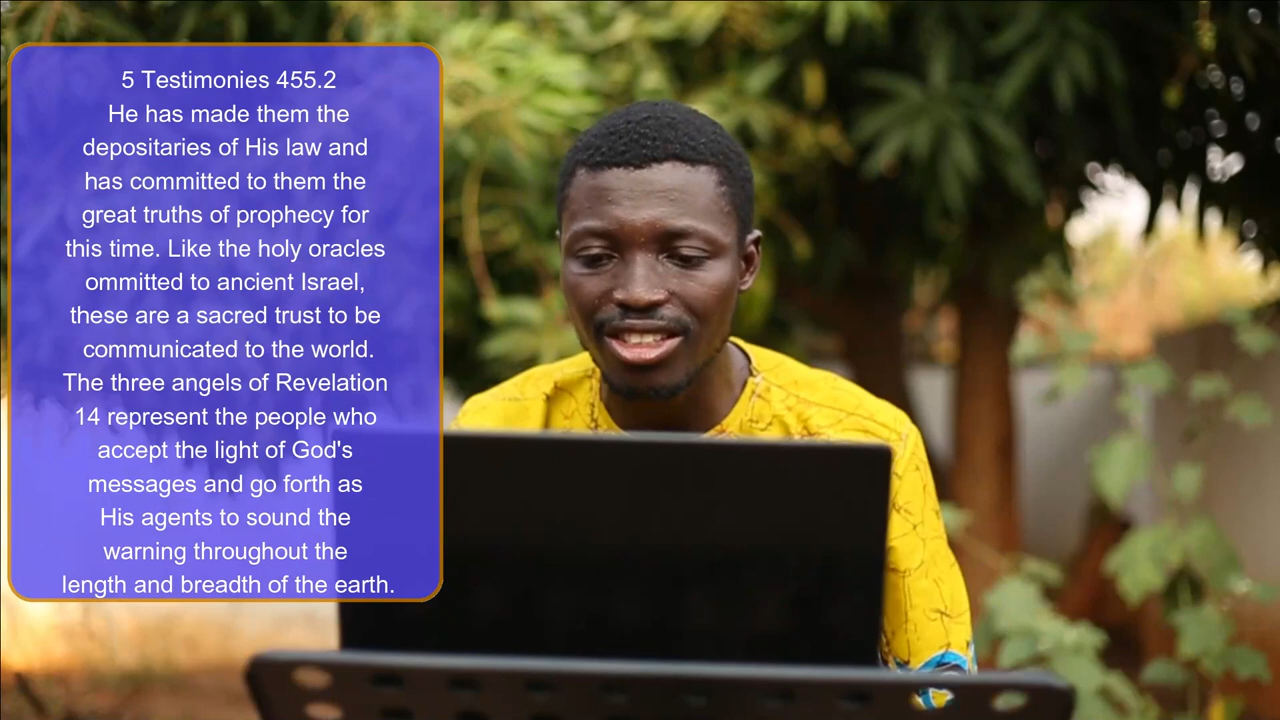 5 Testimonies 455.2
He has made them the
depositaries of His law and
has committed to them the
great truths of prophecy for
this time. Like the holy oracles
ommitted to ancient Israel,
these are a sacred trust to be
communicated to the world.
The three angels of Revelation
14 represent the people who
accept the light of God's
messages and go forth as
His agents to sound the
warning throughout the
length and breadth of the earth.